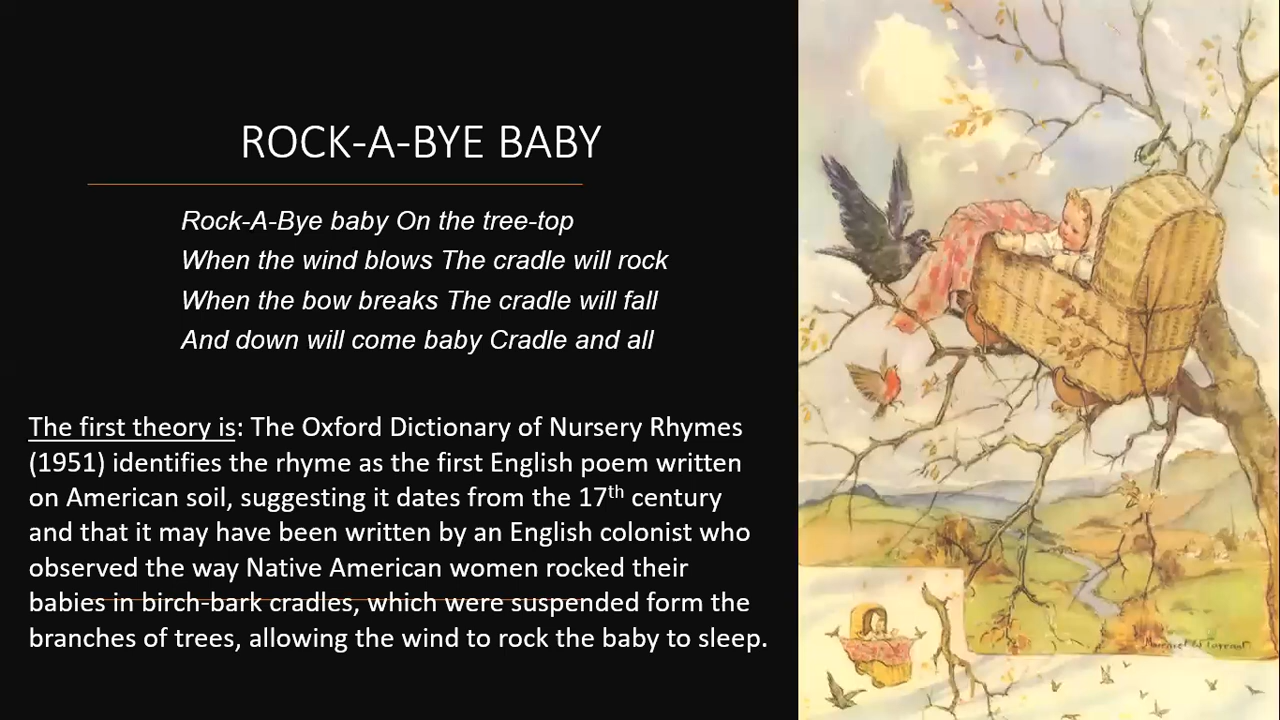 ROCK-A-BYE BABY
Rock-A-Bye baby On the tree-top
When the wind blows The cradle will rock
When the bow breaks The cradle will fall
And down will come baby Cradle and all
The first theory is: The Oxford Dictionary of Nursery Rhymes
(1951) identifies the rhyme as the first English poem written
on American soil, suggesting it dates from the 17th century
and that it may have been written by an English colonist who
observed the way Native American women rocked their
babies in birch-bark cradles, which were suspended form the
branches of trees, allowing the wind to rock the baby to sleep.
Margaret W Tarrant